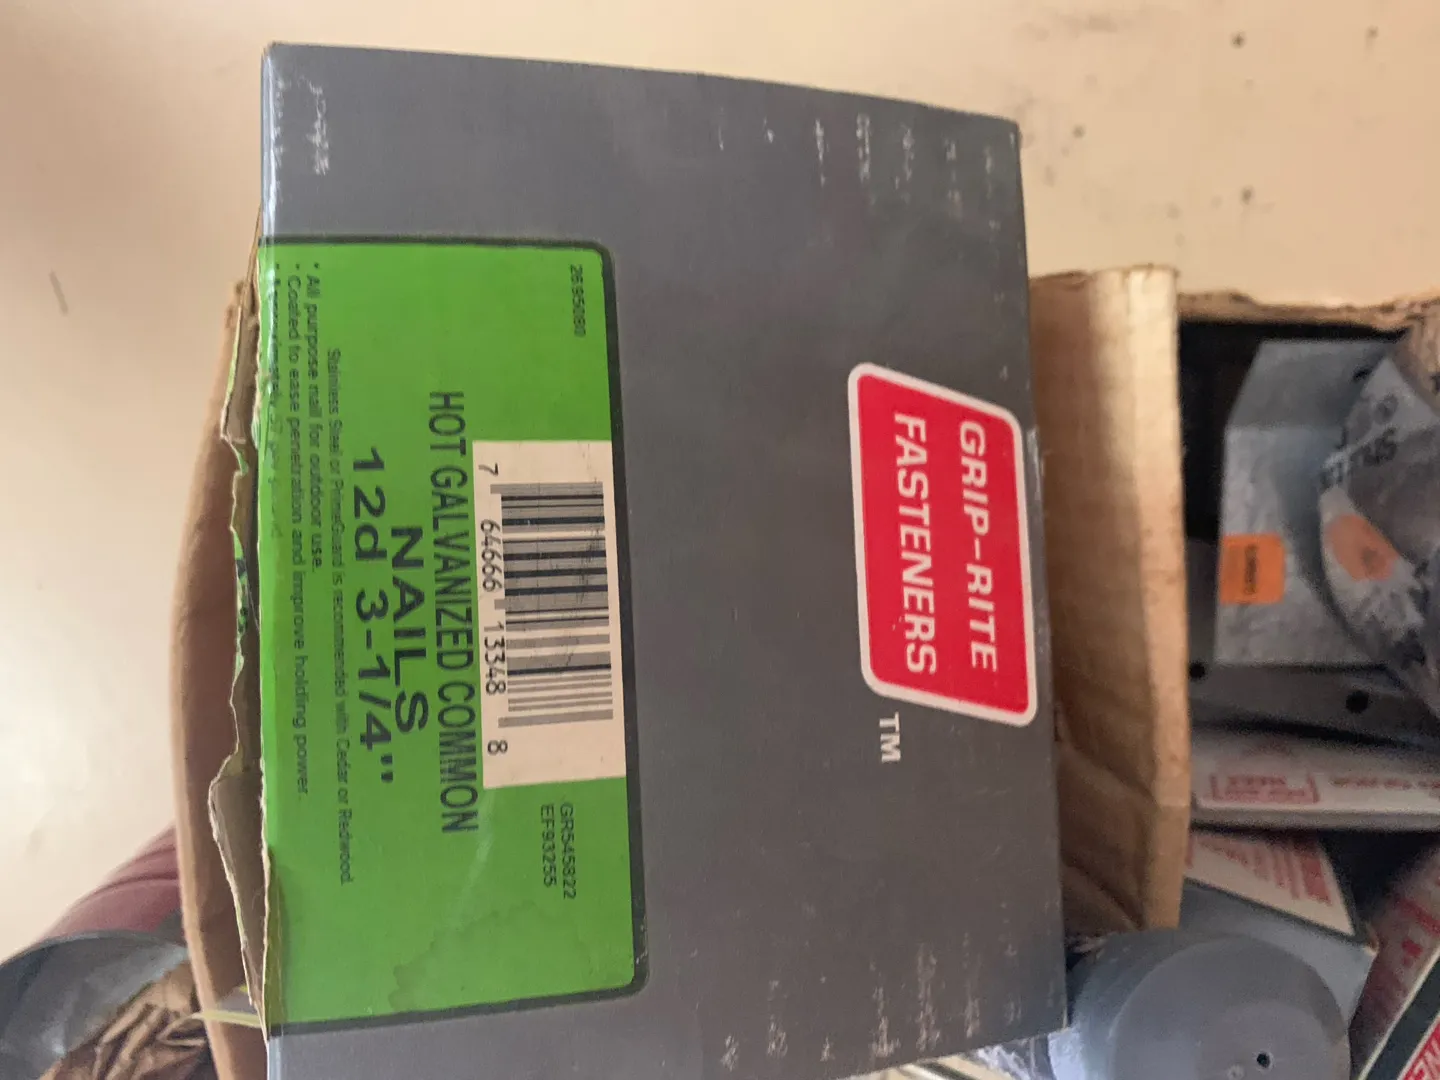 GRIP-RITE
FASTENERS
TM
26195080
7 64666 13348 8
GR545822
EF93255
HOT GALVANIZED COMMON
NAILS
12d 3-1/4"
Stainless Steel or PrimeGuard is recommended with Cedar or Redwood.
* All purpose nail for outdoor use.
* Coated to ease penetration and improve holding power.